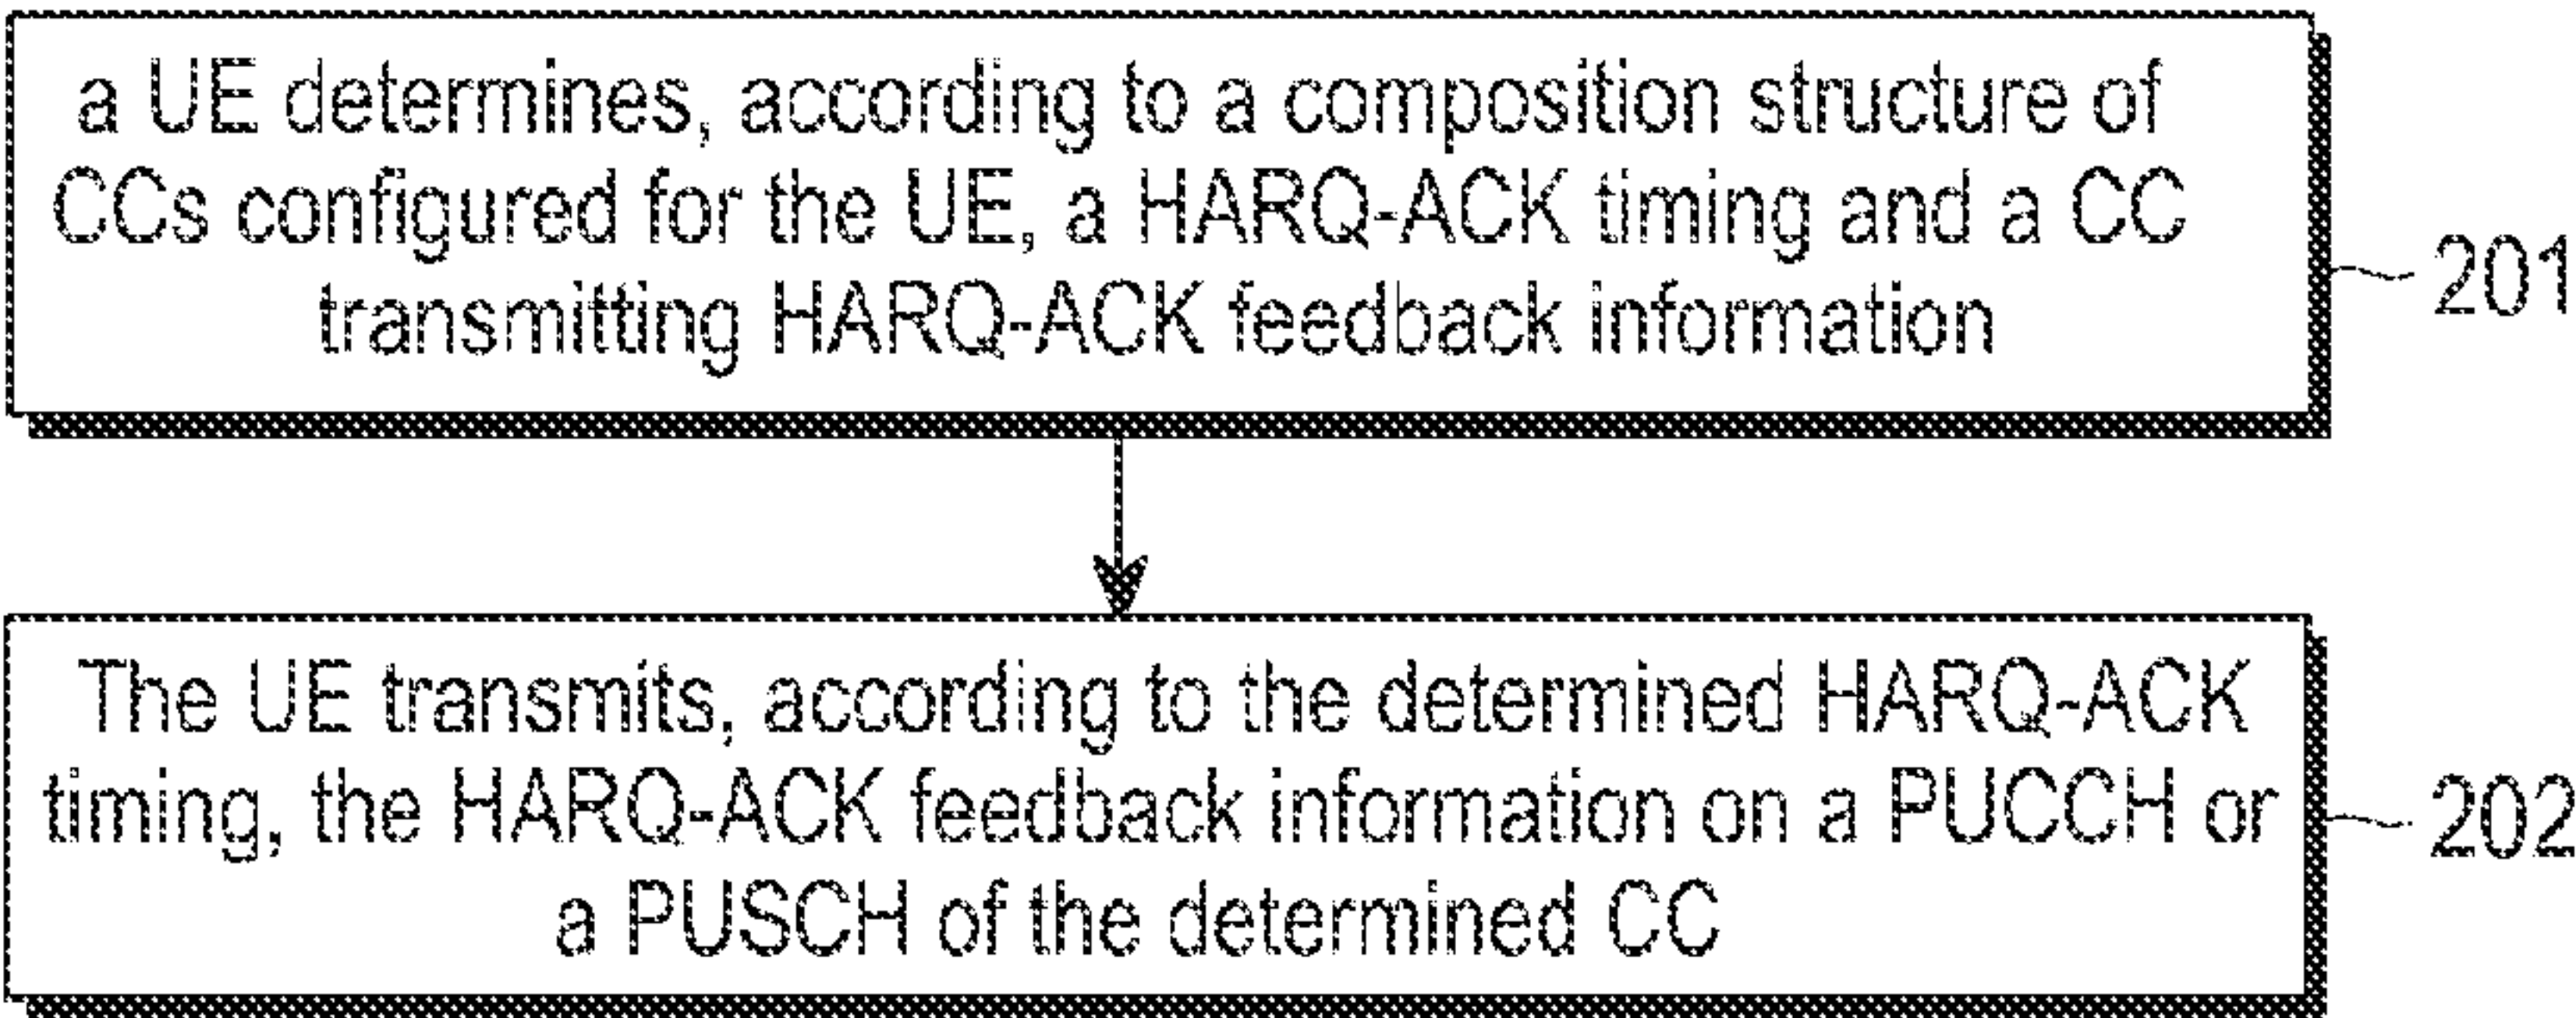 a UE determines, according to a composition structure of
CCs configured for the UE, a HARQ-ACK timing and a CC
transmitting HARQ-ACK feedback information
201
The UE transmits, according to the determined HARQ-ACK
timing, the HARQ-ACK feedback information on a PUCCH or
a PUSCH of the determined CC
202